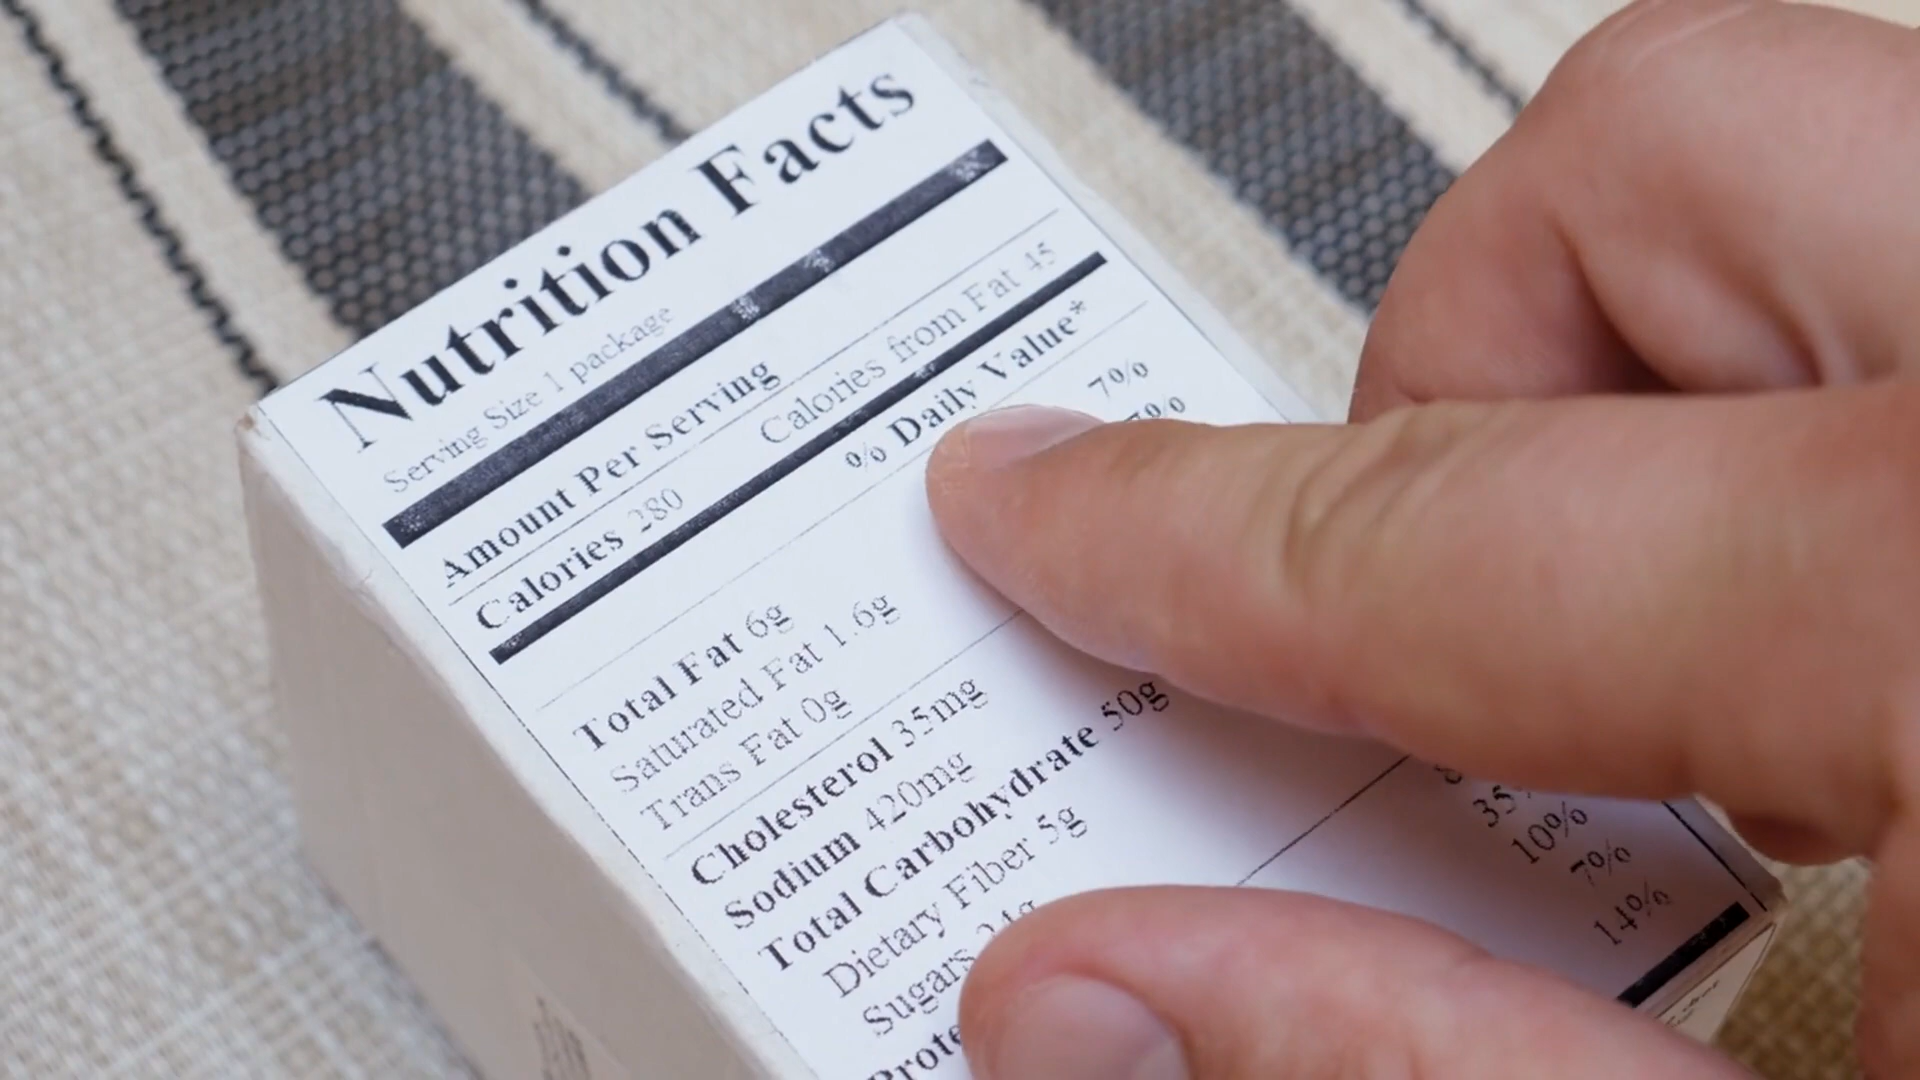 Nutrition Facts
Serving Size 1 package
Amount Per Serving
Calories 280 Calories from Fat 45
% Daily Value*
Total Fat 6g 7%
Saturated Fat 1.6g
Trans Fat 0g
Cholesterol 35mg
Sodium 420mg
Total Carbohydrate 50g
Dietary Fiber 5g
Sugars
10%
7%
14%